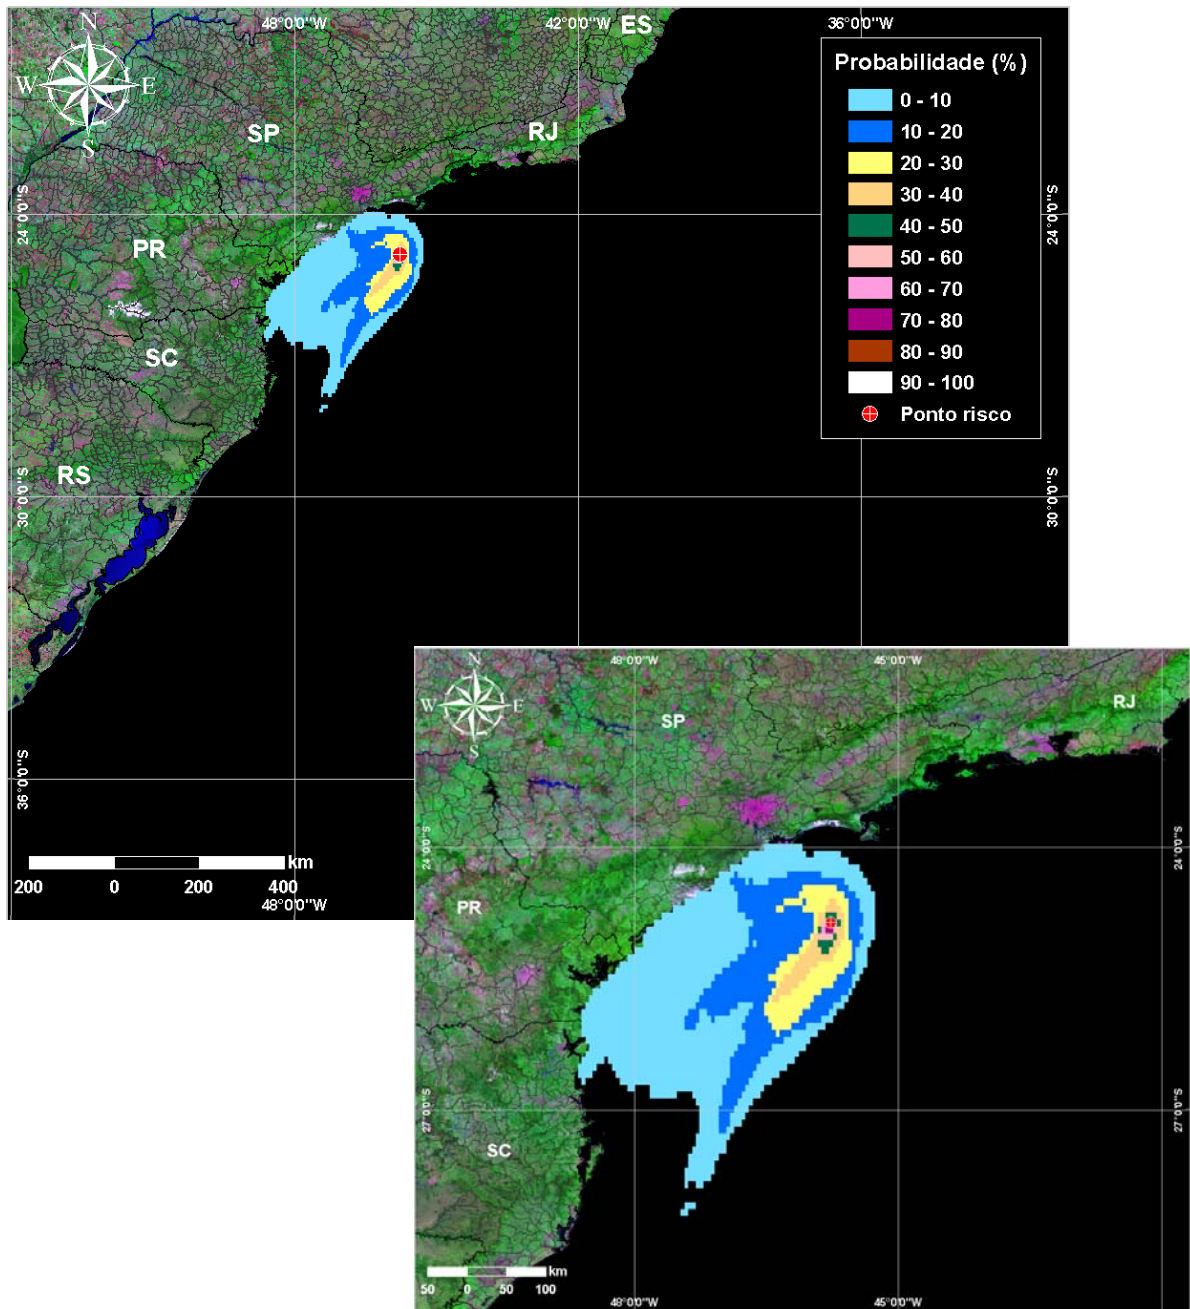 48°0'0"W
42°0'0"W
36°0'0"W
ES
N
W
E
S
Probabilidade (%)
0 - 10
10 - 20
20 - 30
30 - 40
40 - 50
50 - 60
60 - 70
70 - 80
80 - 90
90 - 100
Ponto risco
SP
RJ
24°0'0"S
24°0'0"S
PR
SC
RS
30°0'0"S
30°0'0"S
36°0'0"S
km
200 0 200 400
48°0'0"W
48°0'0"W
45°0'0"W
N
W
E
S
SP
RJ
24°0'0"S
24°0'0"S
PR
27°0'0"S
27°0'0"S
SC
km
50 0 50 100
48°0'0"W
45°0'0"W